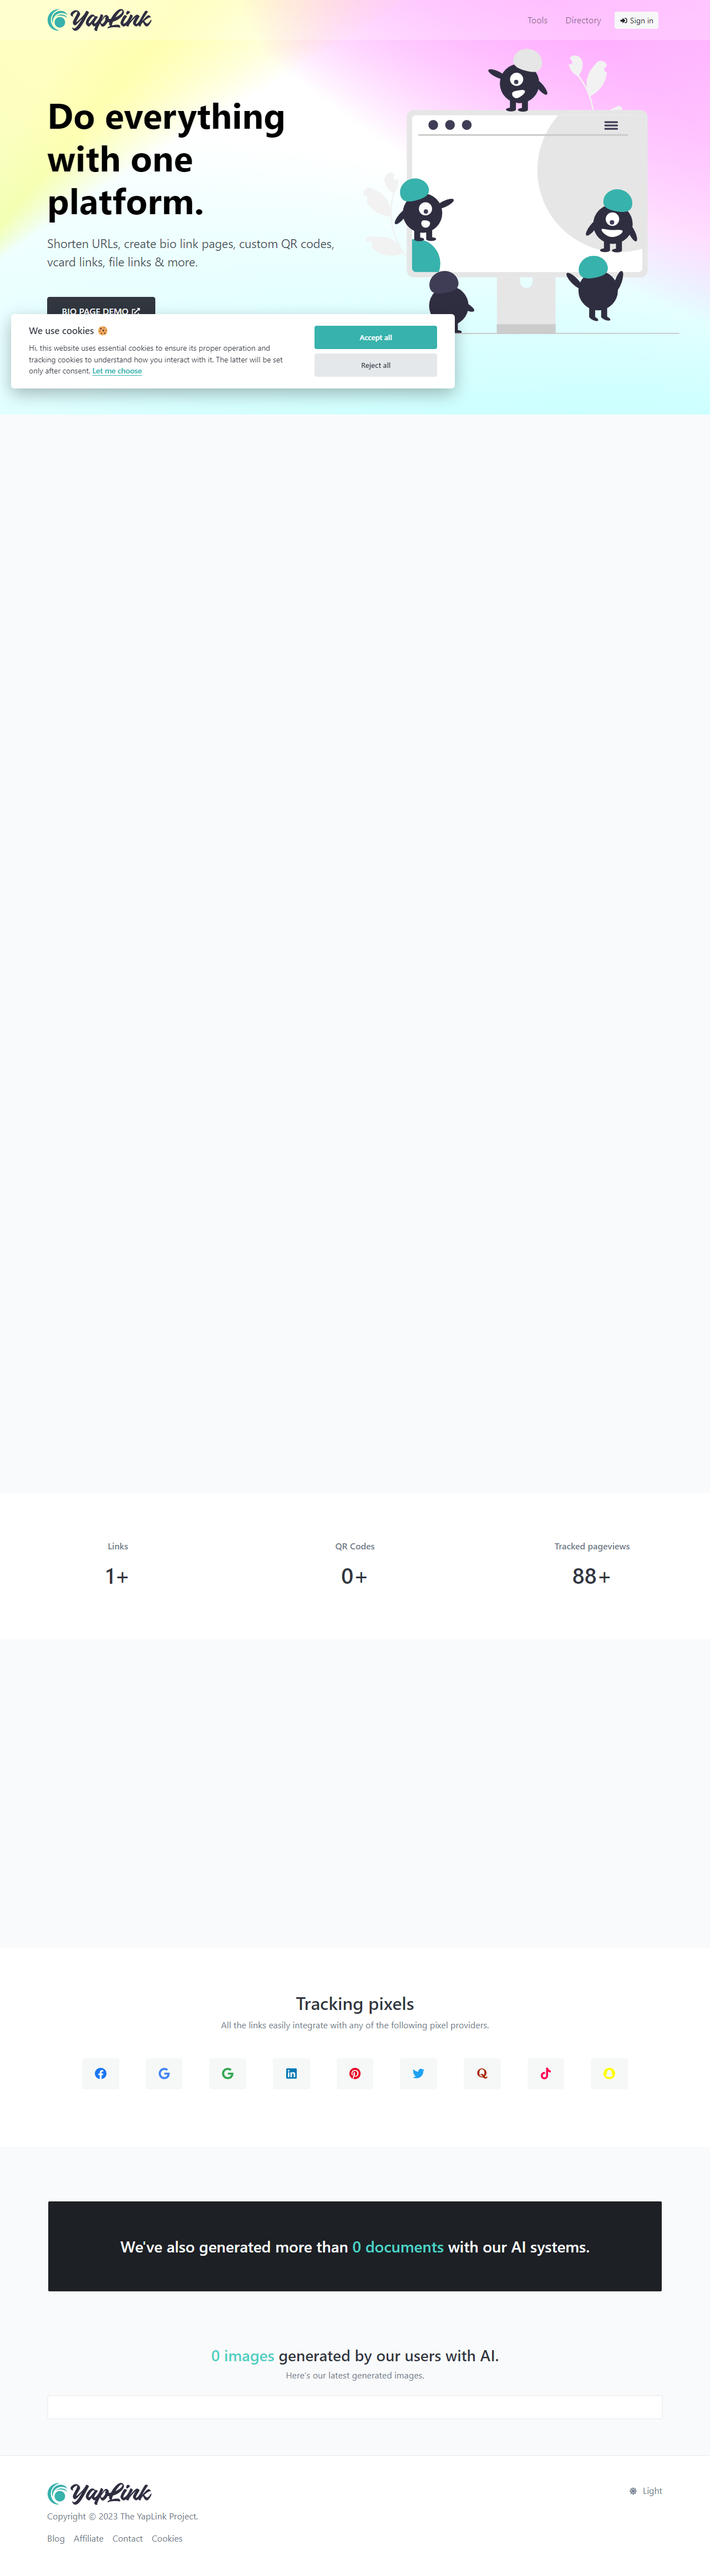 YapLink
Tools
Directory
Sign in
Do everything
with one
platform.
Shorten URLs, create bio link pages, custom QR codes,
vcard links, file links & more.
BIO PAGE DEMO
We use cookies 🍪
Hi, this website uses essential cookies to ensure its proper operation and
tracking cookies to understand how you interact with it. The latter will be set
only after consent. Let me choose
Accept all
Reject all
Links
1+
QR Codes
0+
Tracked pageviews
88+
Tracking pixels
All the links easily integrate with any of the following pixel providers.
We've also generated more than 0 documents with our AI systems.
0 images generated by our users with AI.
Here's our latest generated images.
YapLink
Light
Copyright © 2023 The YapLink Project.
Blog Affiliate Contact Cookies